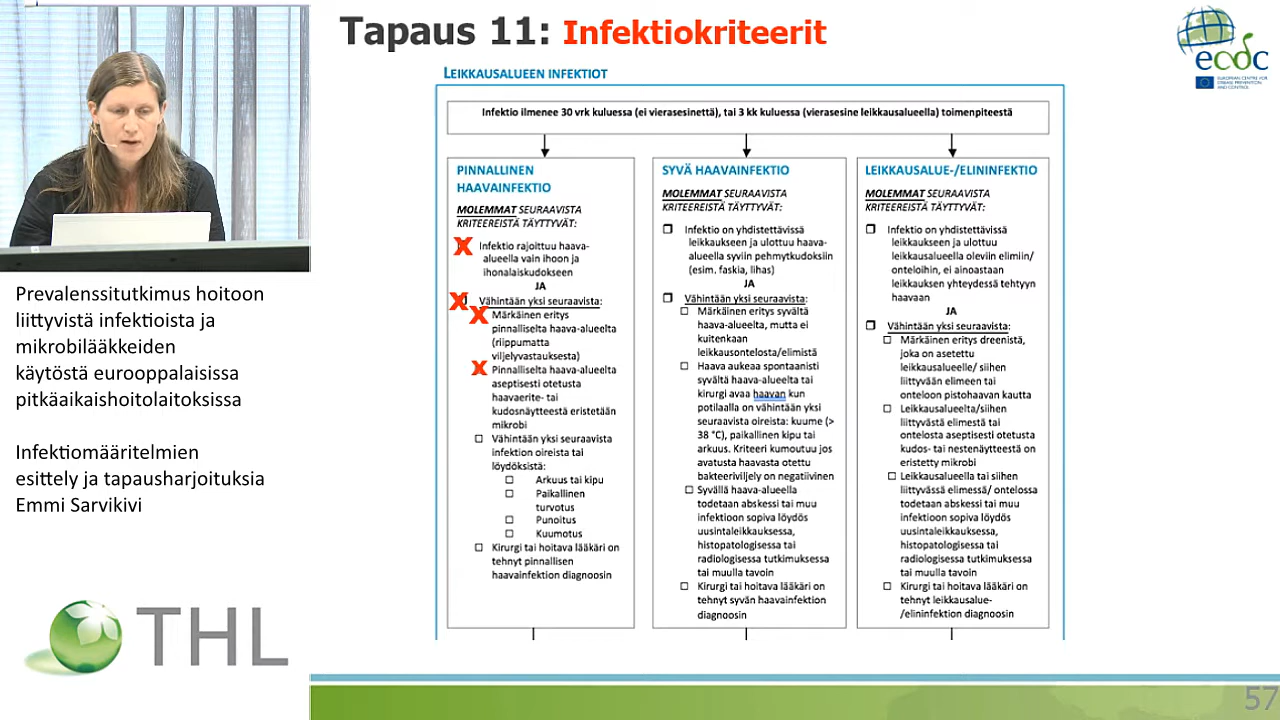 Tapaus 11: Infektiokriteerit
ecdc
EUROPEAN CENTRE FOR
DISEASE PREVENTION
AND CONTROL
LEIKKAUSALUEEN INFEKTIOT
Infektio ilmenee 30 vrk kuluessa (ei vierasesinettä), tai 3 kk kuluessa (vierasesine leikkausalueella) toimenpiteestä
PINNALLINEN
HAAVAINFEKTIO
MOLEMMAT SEURAAVISTA
KRITEEREISTÄ TÄYTTYVÄT:
X Infektio rajoittuu haava-
alueella vain ihoon ja
ihonalaiskudokseen
JA
X Vähintään yksi seuraavista:
X Märkäinen eritys
pinnalliselta haava-alueelta
(riippumatta
viljelyvastauksesta)
X Pinnalliselta haava-alueelta
aseptisesti otetusta
haavaerite- tai
kudosnäytteestä eristetään
mikrobi
Vähintään yksi seuraavista
infektion oireista tai
löydöksistä:
Arkuus tai kipu
Paikallinen
turvotus
Punoitus
Kuumotus
Kirurgi tai hoitava lääkäri on
tehnyt pinnallisen
haavainfektion diagnoosin
SYVÄ HAAVAINFEKTIO
MOLEMMAT SEURAAVISTA
KRITEEREISTÄ TÄYTTYVÄT:
Infektio on yhdistettävissä
leikkaukseen ja ulottuu haava-
alueella syviin pehmytkudoksiin
(esim. faskia, lihas)
JA
Vähintään yksi seuraavista:
Märkäinen eritys syvältä
haava-alueelta, mutta ei
kuitenkaan
leikkausontelosta/elimistä
Haava aukeaa spontaanisti
syvältä haava-alueelta tai
kirurgi avaa haavan kun
potilaalla on vähintään yksi
seuraavista oireista: kuume (>
38 °C), paikallinen kipu tai
arkuus. Kriteeri kumoutuu jos
avatusta haavasta otettu
bakteeriviljely on negatiivinen
Syvällä haava-alueella
todetaan abskessi tai muu
infektioon sopiva löydös
uusintaleikkauksessa,
histopatologisessa tai
radiologisessa tutkimuksessa
tai muulla tavoin
Kirurgi tai hoitava lääkäri on
tehnyt syvän haavainfektion
diagnoosin
LEIKKAUSALUE-/ELININFEKTIO
MOLEMMAT SEURAAVISTA
KRITEEREISTÄ TÄYTTYVÄT:
Infektio on yhdistettävissä
leikkaukseen ja ulottuu
leikkausalueella oleviin elimiin/
onteloihin, ei ainoastaan
leikkauksen yhteydessä tehtyyn
haavaan
JA
Vähintään yksi seuraavista:
Märkäinen eritys dreenistä,
joka on asetettu
leikkausalueelle/ siihen
liittyvään elimeen tai
onteloon pistohaavan kautta
Leikkausalueelta/siihen
liittyvästä elimestä tai
ontelosta aseptisesti otetusta
kudos- tai nestenäytteestä on
eristetty mikrobi
Leikkausalueella tai siihen
liittyvässä elimessä/ ontelossa
todetaan abskessi tai muu
infektioon sopiva löydös
uusintaleikkauksessa,
histopatologisessa tai
radiologisessa tutkimuksessa
tai muulla tavoin
Kirurgi tai hoitava lääkäri on
tehnyt leikkausalue-
/elininfektion diagnoosin
Prevalenssitutkimus hoitoon
liittyvistä infektioista ja
mikrobilääkkeiden
käytöstä eurooppalaisissa
pitkäaikaishoitolaitoksissa
Infektiomääritelmien
esittely ja tapausharjoituksia
Emmi Sarvikivi
THL
57